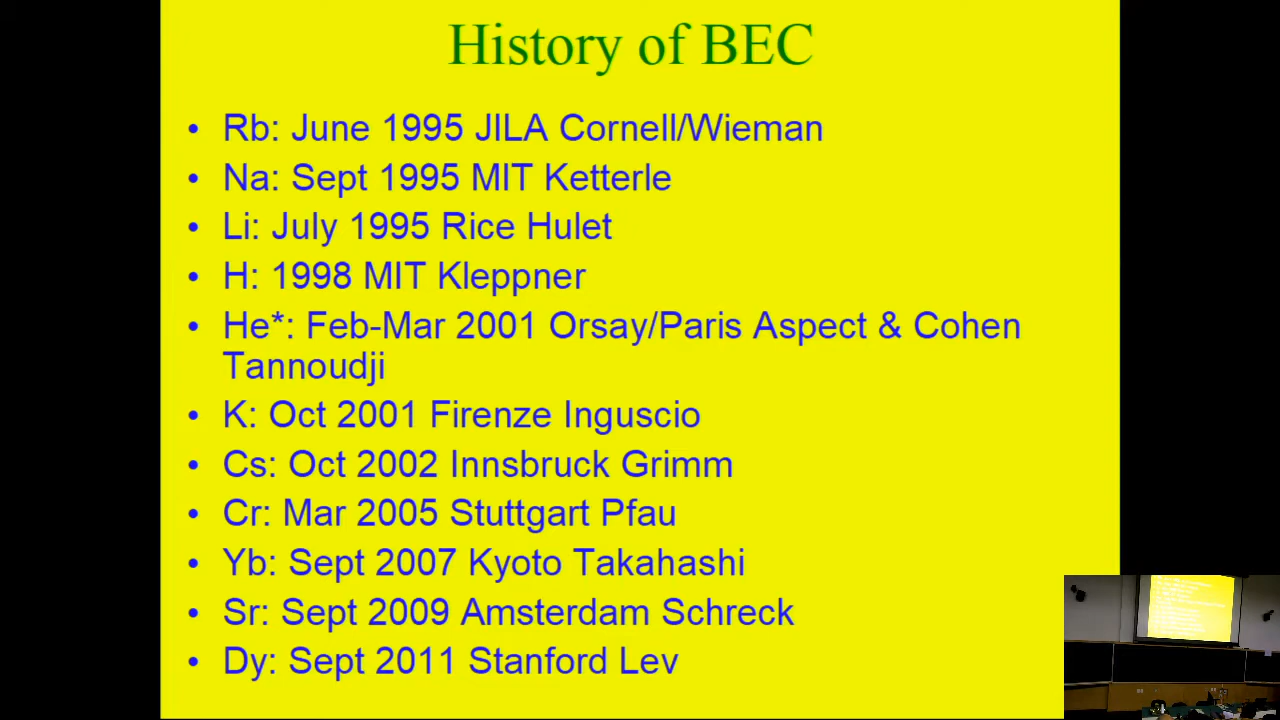 History of BEC
• Rb: June 1995 JILA Cornell/Wieman
• Na: Sept 1995 MIT Ketterle
• Li: July 1995 Rice Hulet
• H: 1998 MIT Kleppner
• He*: Feb-Mar 2001 Orsay/Paris Aspect & Cohen
Tannoudji
• K: Oct 2001 Firenze Inguscio
• Cs: Oct 2002 Innsbruck Grimm
• Cr: Mar 2005 Stuttgart Pfau
• Yb: Sept 2007 Kyoto Takahashi
• Sr: Sept 2009 Amsterdam Schreck
• Dy: Sept 2011 Stanford Lev